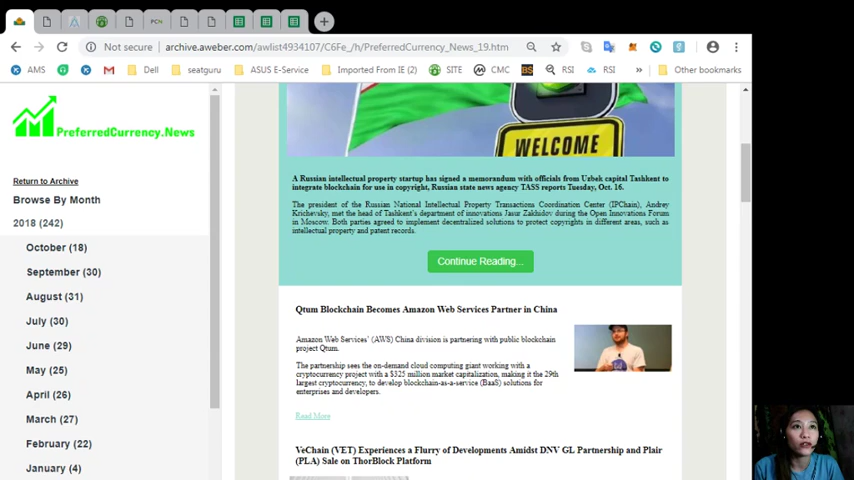 PCN
Not secure | archive.aweber.com/awlist4934107/C6Fe_/h/PreferredCurrency_News_19.htm
AMS
Dell
seatguru
ASUS E-Service
Imported From IE (2)
SITE
CMC
BS
RSI
RSI
»
Other bookmarks
PreferredCurrency.News
Return to Archive
Browse By Month
2018 (242)
October (18)
September (30)
August (31)
July (30)
June (29)
May (25)
April (26)
March (27)
February (22)
January (4)
WELCOME
A Russian intellectual property startup has signed a memorandum with officials from Uzbek capital Tashkent to
integrate blockchain for use in copyright, Russian state news agency TASS reports Tuesday, Oct. 16.
The president of the Russian National Intellectual Property Transactions Coordination Center (IPChain), Andrey
Krichevsky, met the head of Tashkent's department of innovations Jasur Zakhidov during the Open Innovations Forum
in Moscow. Both parties agreed to implement decentralized solutions to protect copyrights in different areas, such as
intellectual property and patent records.
Continue Reading...
Qtum Blockchain Becomes Amazon Web Services Partner in China
Amazon Web Services' (AWS) China division is partnering with public blockchain
project Qtum.
The partnership sees the on-demand cloud computing giant working with a
cryptocurrency project with a $325 million market capitalization, making it the 29th
largest cryptocurrency, to develop blockchain-as-a-service (BaaS) solutions for
enterprises and developers.
Read More
VeChain (VET) Experiences a Flurry of Developments Amidst DNV GL Partnership and Plair
(PLA) Sale on ThorBlock Platform